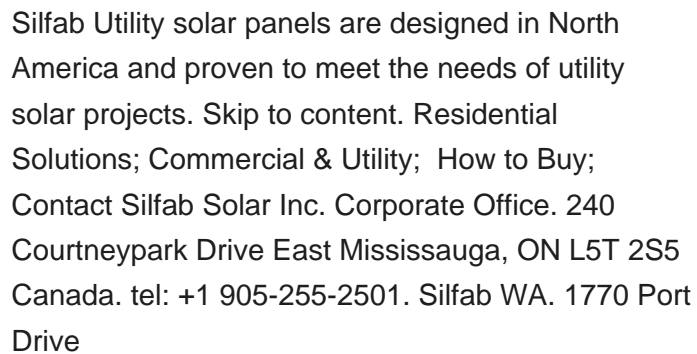 Silfab Utility solar panels are designed in North
America and proven to meet the needs of utility
solar projects. Skip to content. Residential
Solutions; Commercial & Utility;  How to Buy;
Contact Silfab Solar Inc. Corporate Office. 240
Courtneypark Drive East Mississauga, ON L5T 2S5
Canada. tel: +1 905-255-2501. Silfab WA. 1770 Port
Drive